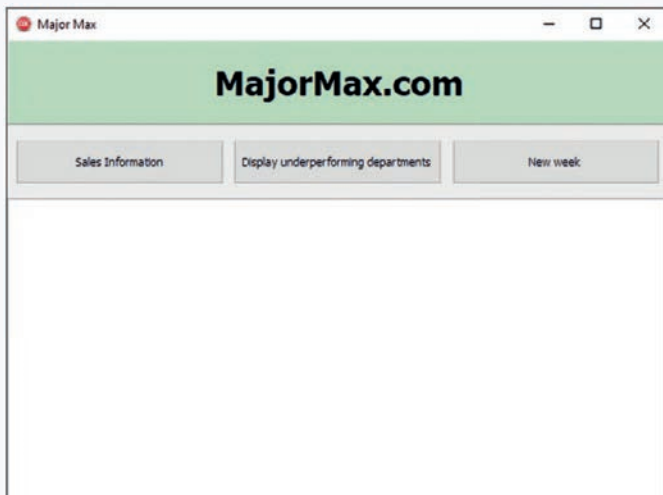 Major Max
MajorMax.com
Sales Information
Display underperforming departments
New week